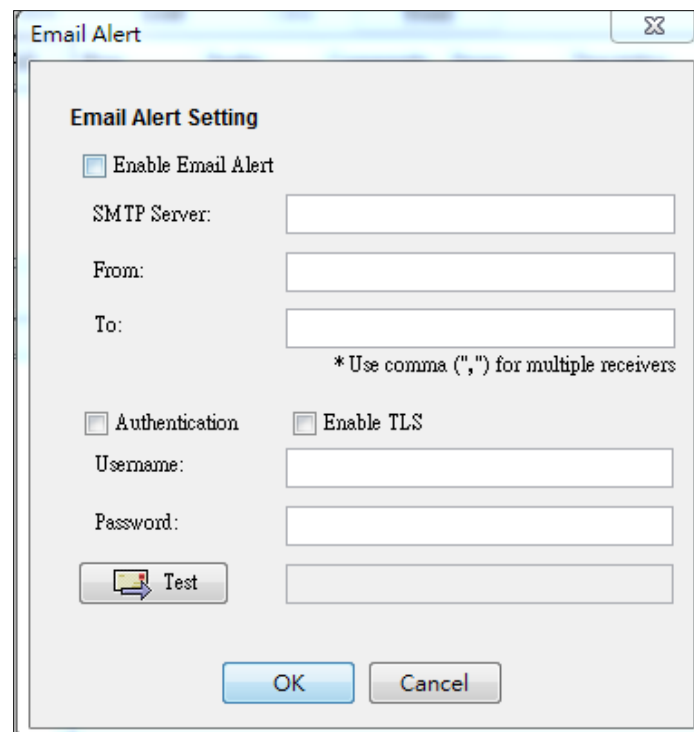 Email Alert
Email Alert Setting
Enable Email Alert
SMTP Server:
From:
To:
* Use comma (",") for multiple receivers
Authentication Enable TLS
Username:
Password:
Test
OK Cancel